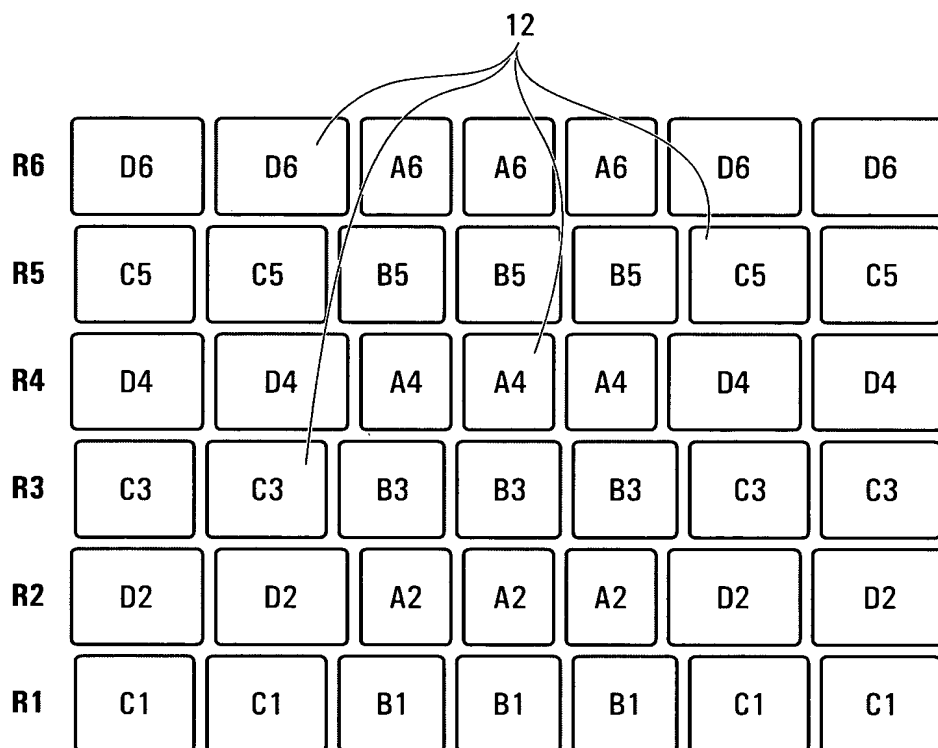 12
R6 D6 D6 A6 A6 A6 D6 D6
R5 C5 C5 B5 B5 B5 C5 C5
R4 D4 D4 A4 A4 A4 D4 D4
R3 C3 C3 B3 B3 B3 C3 C3
R2 D2 D2 A2 A2 A2 D2 D2
R1 C1 C1 B1 B1 B1 C1 C1